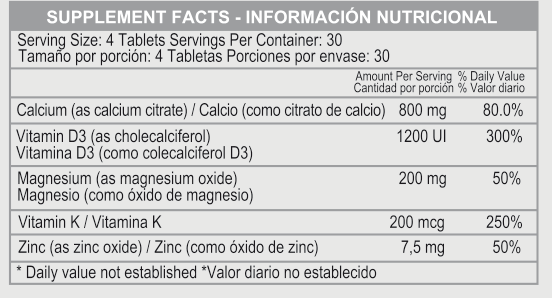 SUPPLEMENT FACTS - INFORMACIÓN NUTRICIONAL
Serving Size: 4 Tablets Servings Per Container: 30
Tamaño por porción: 4 Tabletas Porciones por envase: 30
Amount Per Serving % Daily Value
Cantidad por porción % Valor diario
Calcium (as calcium citrate) / Calcio (como citrato de calcio) 800 mg 80.0%
Vitamin D3 (as cholecalciferol) 1200 UI 300%
Vitamina D3 (como colecalciferol D3)
Magnesium (as magnesium oxide) 200 mg 50%
Magnesio (como óxido de magnesio)
Vitamin K / Vitamina K 200 mcg 250%
Zinc (as zinc oxide) / Zinc (como óxido de zinc) 7,5 mg 50%
* Daily value not established *Valor diario no establecido